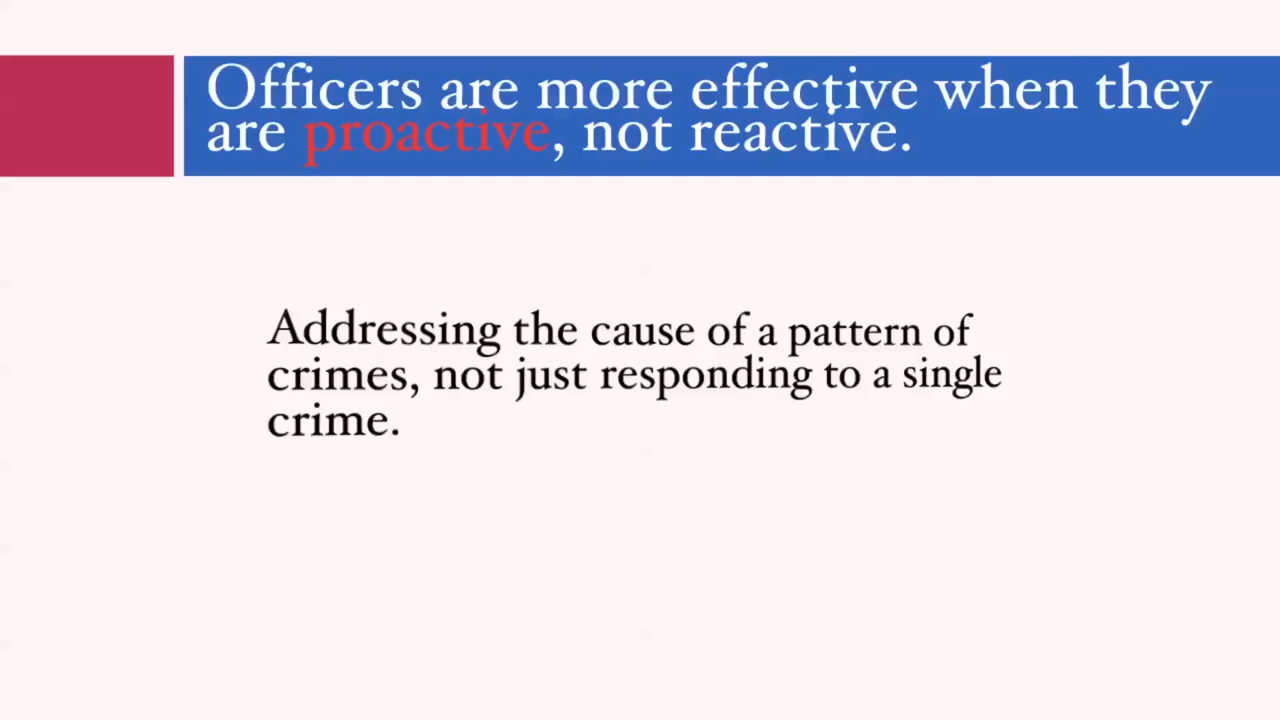 Officers are more effective when they
are proactive, not reactive.
Addressing the cause of a pattern of
crimes, not just responding to a single
crime.